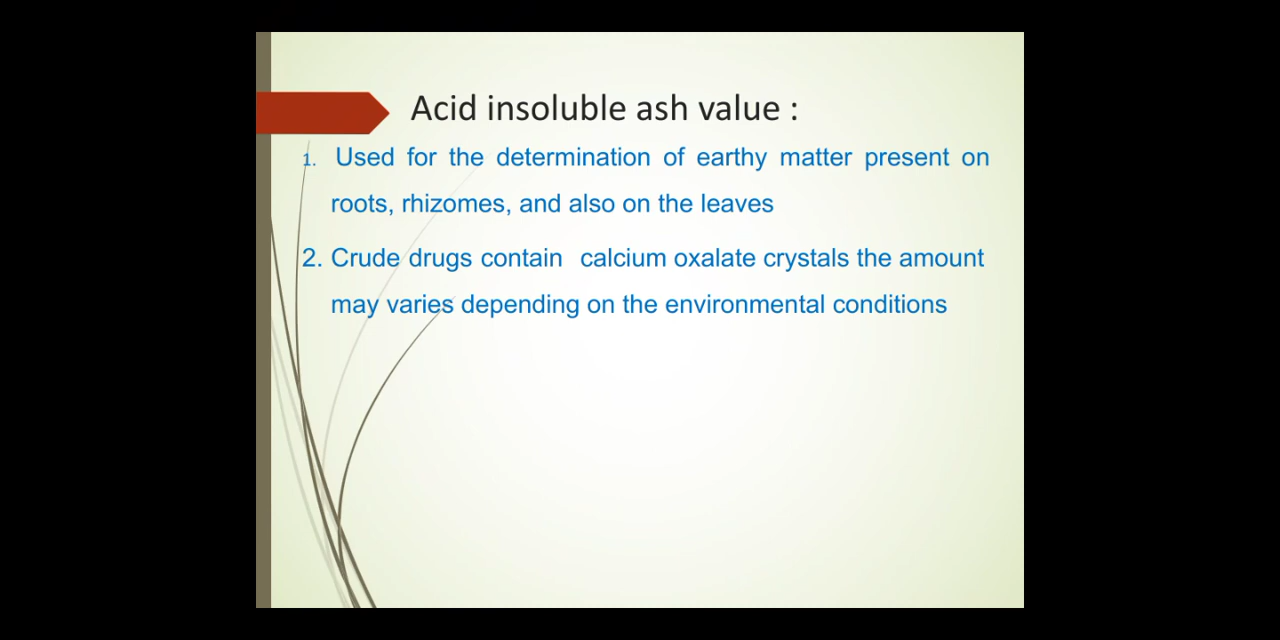 Acid insoluble ash value :
1. Used for the determination of earthy matter present on
roots, rhizomes, and also on the leaves
2. Crude drugs contain calcium oxalate crystals the amount
may varies depending on the environmental conditions